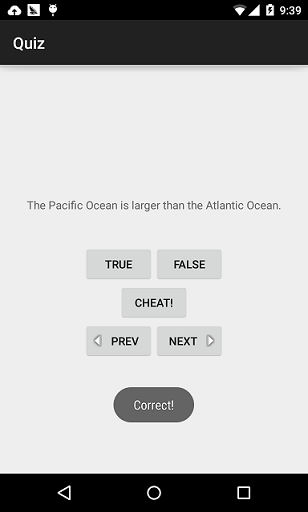 9:39
Quiz
The Pacific Ocean is larger than the Atlantic Ocean.
TRUE FALSE
CHEAT!
PREV NEXT
Correct!